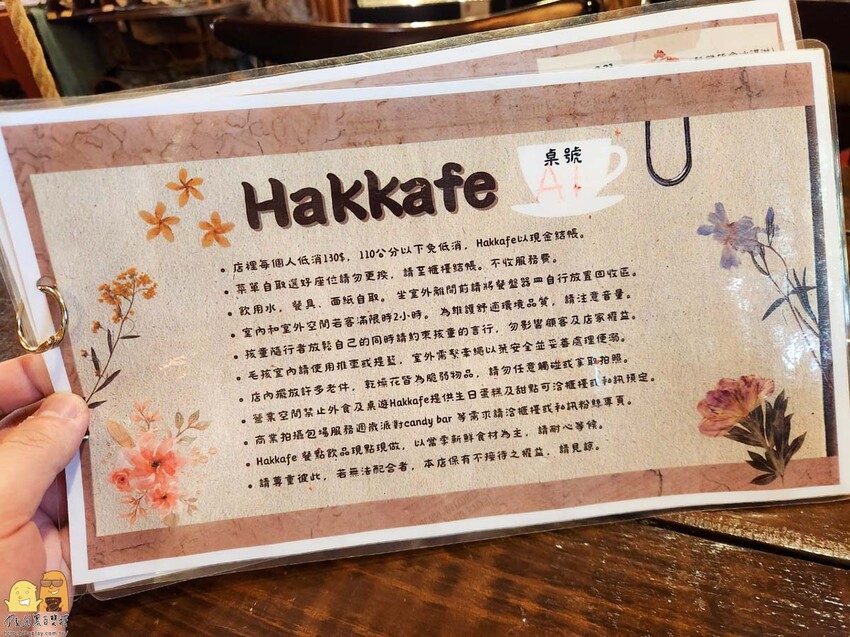 Hakkafe
桌號
A1
店裡每個人低消130$, 110公分以下免低消, Hakkafe以現金結帳。
菜單自取選好座位請勿更換, 請至櫃檯結帳。不收服務費。
飲用水, 餐具、面紙自取。 坐室外離開前請將餐盤器皿自行放置回收區。
室內和室外空間若客滿限時2小時。 為維護舒適環境品質, 請注意音量。
孩童隨行者放鬆自己的同時請約束孩童的言行, 勿影響顧客及店家權益。
毛孩室內請使用推車或提籃, 室外需繫牽繩以策安全並妥善處理便溺。
店內擺放許多老件, 乾燥花皆為脆弱物品, 請勿任意觸碰或拿取拍照。
營業空間禁止外食及桌遊Hakkafe提供生日蛋糕及甜點可洽櫃檯或私訊預定。
商業拍攝包場服務週歲派對candy bar 等需求請洽櫃檯或私訊粉絲專頁。
Hakkafe 餐點飲品現點現做, 以當季新鮮食材為主, 請耐心等候。
請尊重彼此, 若無法配合者, 本店保有不接待之權益, 請見諒。